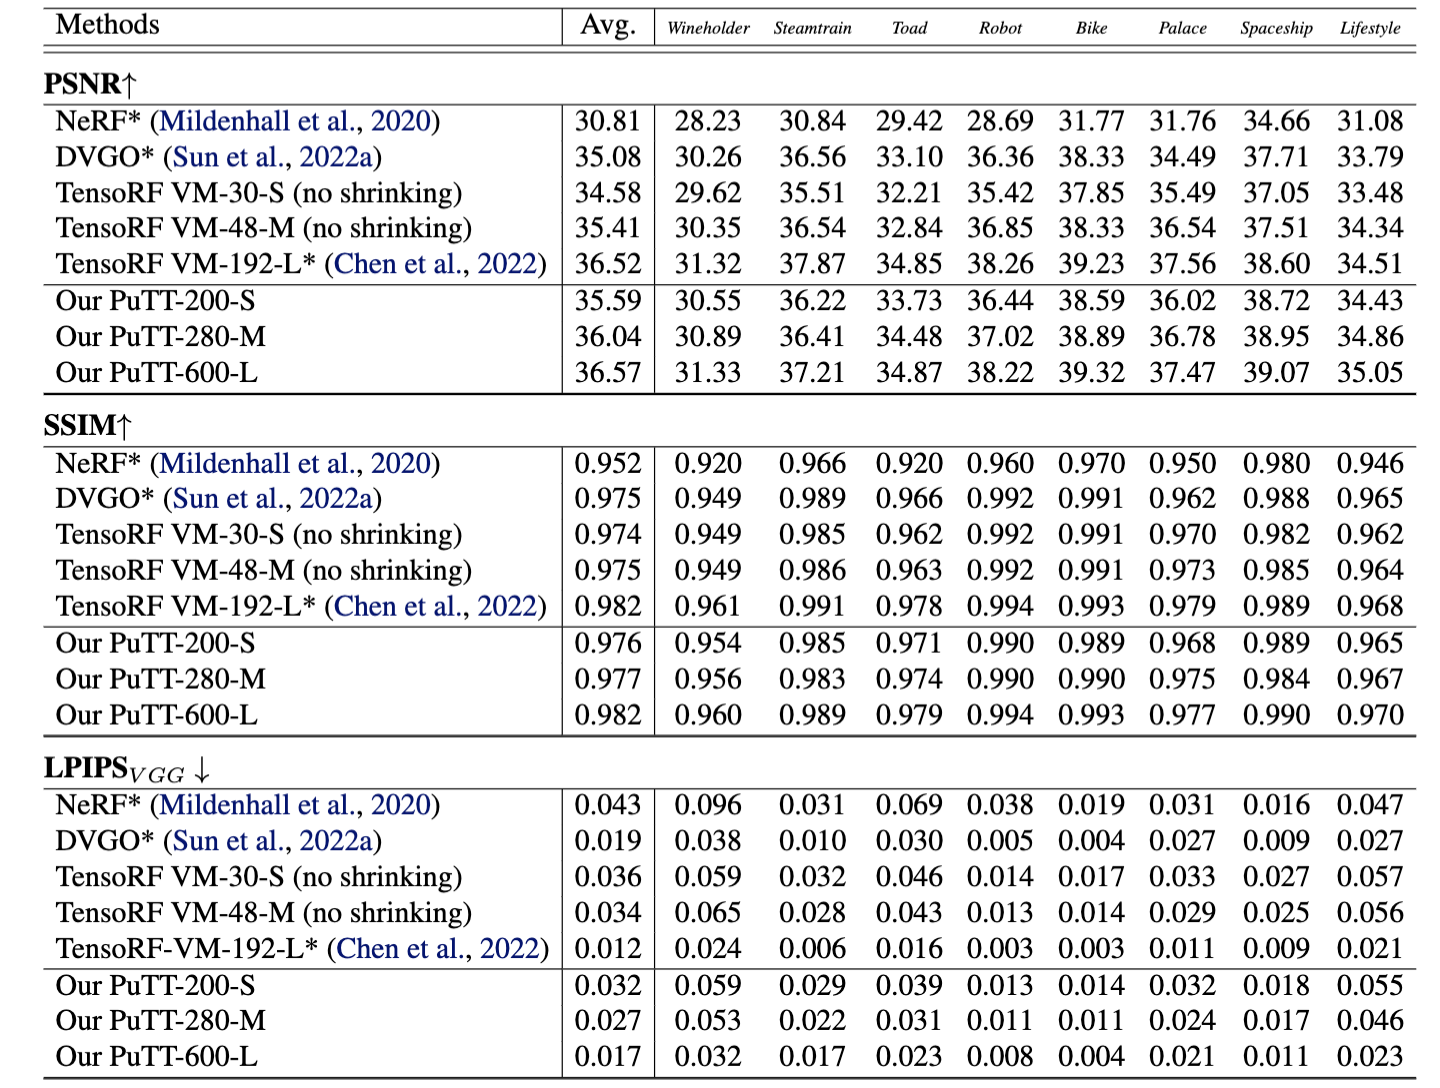 Methods Avg. Wineholder Steamtrain Toad Robot Bike Palace Spaceship Lifestyle
PSNR↑
NeRF* (Mildenhall et al., 2020) 30.81 28.23 30.84 29.42 28.69 31.77 31.76 34.66 31.08
DVGO* (Sun et al., 2022a) 35.08 30.26 36.56 33.10 36.36 38.33 34.49 37.71 33.79
TensoRF VM-30-S (no shrinking) 34.58 29.62 35.51 32.21 35.42 37.85 35.49 37.05 33.48
TensoRF VM-48-M (no shrinking) 35.41 30.35 36.54 32.84 36.85 38.33 36.54 37.51 34.34
TensoRF VM-192-L* (Chen et al., 2022) 36.52 31.32 37.87 34.85 38.26 39.23 37.56 38.60 34.51
Our PuTT-200-S 35.59 30.55 36.22 33.73 36.44 38.59 36.02 38.72 34.43
Our PuTT-280-M 36.04 30.89 36.41 34.48 37.02 38.89 36.78 38.95 34.86
Our PuTT-600-L 36.57 31.33 37.21 34.87 38.22 39.32 37.47 39.07 35.05
SSIM↑
NeRF* (Mildenhall et al., 2020) 0.952 0.920 0.966 0.920 0.960 0.970 0.950 0.980 0.946
DVGO* (Sun et al., 2022a) 0.975 0.949 0.989 0.966 0.992 0.991 0.962 0.988 0.965
TensoRF VM-30-S (no shrinking) 0.974 0.949 0.985 0.962 0.992 0.991 0.970 0.982 0.962
TensoRF VM-48-M (no shrinking) 0.975 0.949 0.986 0.963 0.992 0.991 0.973 0.985 0.964
TensoRF VM-192-L* (Chen et al., 2022) 0.982 0.961 0.991 0.978 0.994 0.993 0.979 0.989 0.968
Our PuTT-200-S 0.976 0.954 0.985 0.971 0.990 0.989 0.968 0.989 0.965
Our PuTT-280-M 0.977 0.956 0.983 0.974 0.990 0.990 0.975 0.984 0.967
Our PuTT-600-L 0.982 0.960 0.989 0.979 0.994 0.993 0.977 0.990 0.970
LPIPS_VGG ↓
NeRF* (Mildenhall et al., 2020) 0.043 0.096 0.031 0.069 0.038 0.019 0.031 0.016 0.047
DVGO* (Sun et al., 2022a) 0.019 0.038 0.010 0.030 0.005 0.004 0.027 0.009 0.027
TensoRF VM-30-S (no shrinking) 0.036 0.059 0.032 0.046 0.014 0.017 0.033 0.027 0.057
TensoRF VM-48-M (no shrinking) 0.034 0.065 0.028 0.043 0.013 0.014 0.029 0.025 0.056
TensoRF-VM-192-L* (Chen et al., 2022) 0.012 0.024 0.006 0.016 0.003 0.003 0.011 0.009 0.021
Our PuTT-200-S 0.032 0.059 0.029 0.039 0.013 0.014 0.032 0.018 0.055
Our PuTT-280-M 0.027 0.053 0.022 0.031 0.011 0.011 0.024 0.017 0.046
Our PuTT-600-L 0.017 0.032 0.017 0.023 0.008 0.004 0.021 0.011 0.023